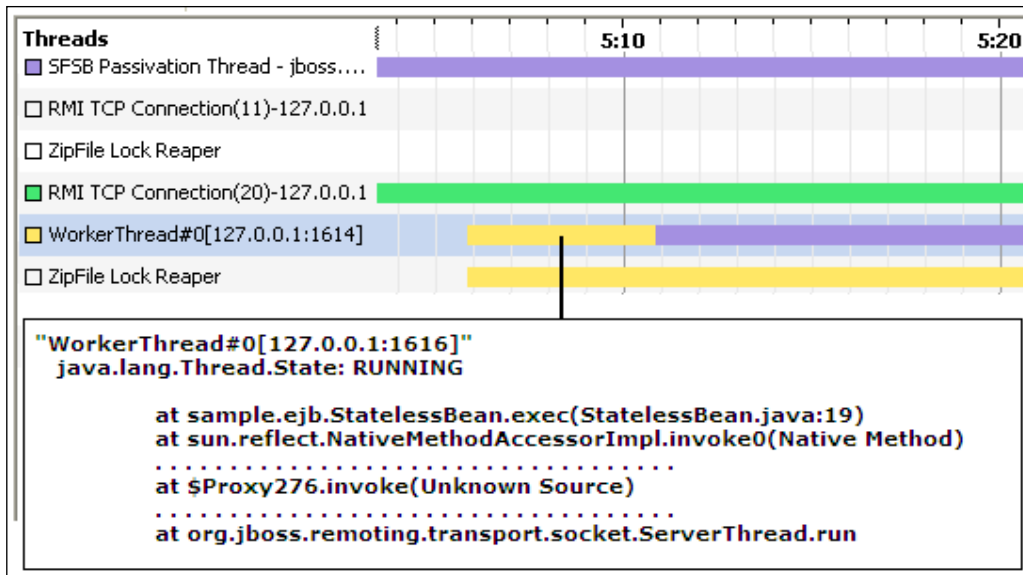 Threads 5:10 5:20
SFSB Passivation Thread - jboss....
RMI TCP Connection(11)-127.0.0.1
ZipFile Lock Reaper
RMI TCP Connection(20)-127.0.0.1
WorkerThread#0[127.0.0.1:1614]
ZipFile Lock Reaper
"WorkerThread#0[127.0.0.1:1616]"
java.lang.Thread.State: RUNNING
at sample.ejb.StatelessBean.exec(StatelessBean.java:19)
at sun.reflect.NativeMethodAccessorImpl.invoke0(Native Method)
. . . . . . . . . . . . . . . . . . . . . . . . . . . . . . . . . . .
at $Proxy276.invoke(Unknown Source)
. . . . . . . . . . . . . . . . . . . . . . . . . . . . . . . . . . .
at org.jboss.remoting.transport.socket.ServerThread.run